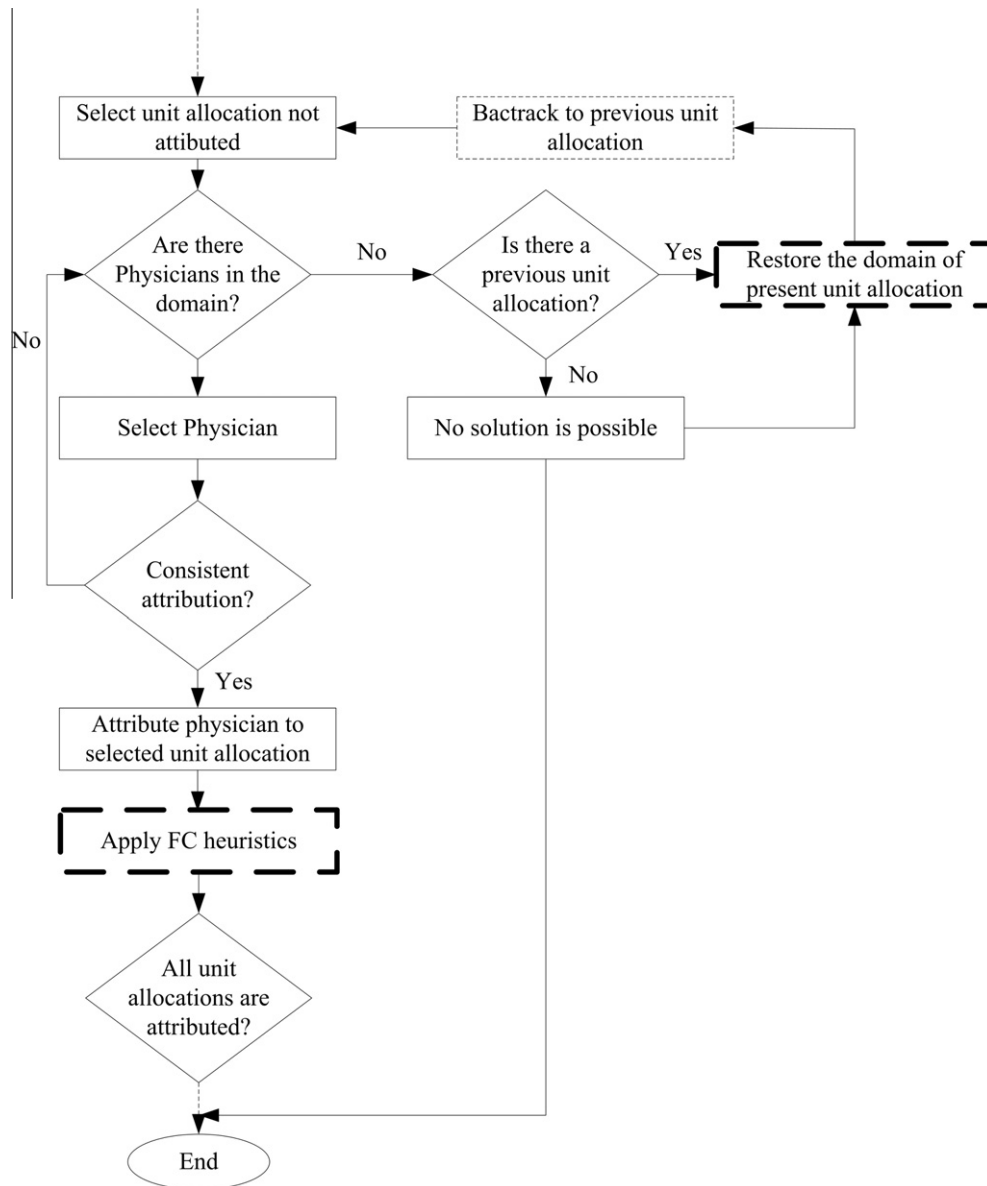 Select unit allocation not
attibuted
Bactrack to previous unit
allocation
Are there
Physicians in the
domain?
No
Is there a
previous unit
allocation?
Yes
Restore the domain of
present unit allocation
No
No
Select Physician
No solution is possible
Consistent
attribution?
Yes
Attribute physician to
selected unit allocation
Apply FC heuristics
All unit
allocations are
attributed?
End